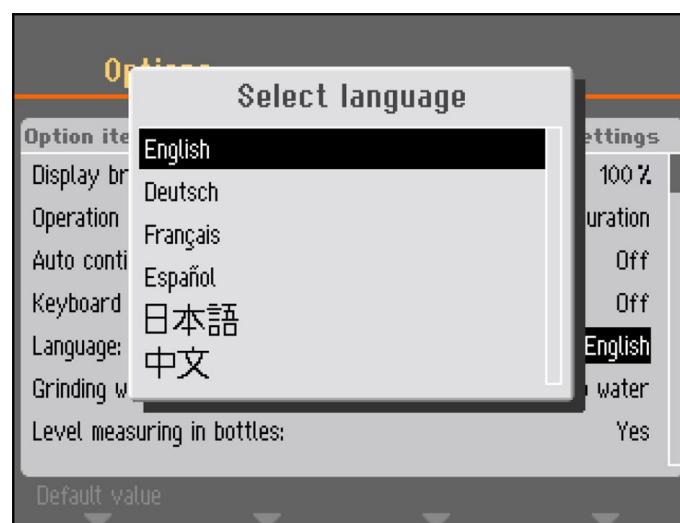 Select language
Option ite ettings
English
Deutsch
Français
Español
日本語
中文
Display br 100 %
Operation uration
Auto conti Off
Keyboard Off
Language: English
Grinding w water
Level measuring in bottles: Yes
Default value